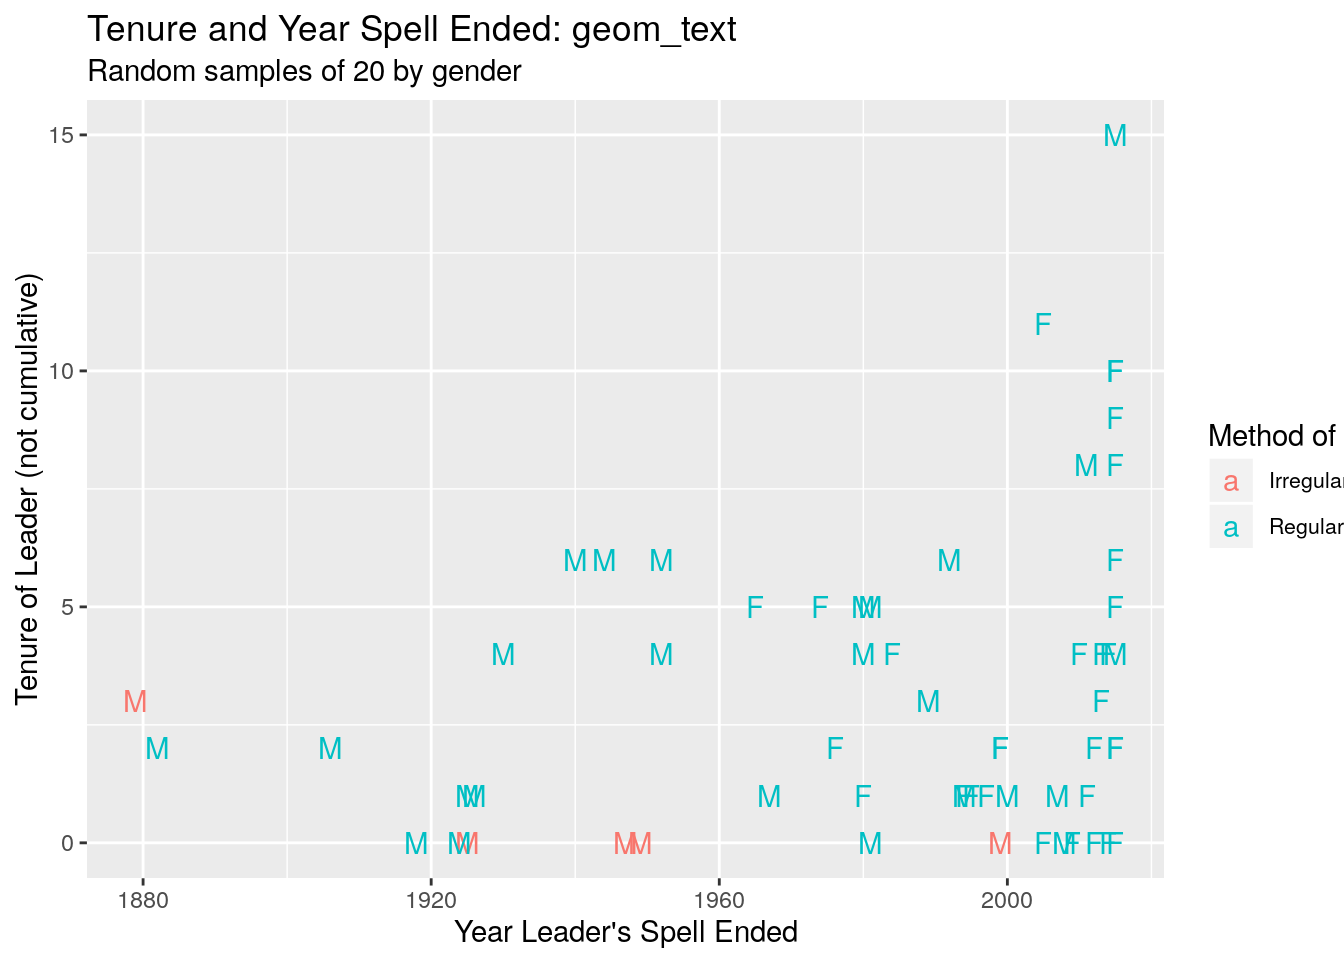 Tenure and Year Spell Ended: geom_text
Random samples of 20 by gender
15
10
5
0
Tenure of Leader (not cumulative)
M
F
F
F
M F
M M M M F
F F M M F
M M M F F F F M
M M F
M M F F F F
M M M F F F F M M F
M M M M M M M F M F F F F
1880 1920 1960 2000
Year Leader's Spell Ended
Method of
a Irregular
a Regular